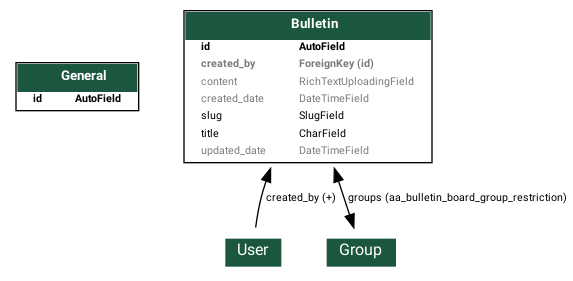 Bulletin
id AutoField
created_by ForeignKey (id)
content RichTextUploadingField
created_date DateTimeField
slug SlugField
title CharField
updated_date DateTimeField
General
id AutoField
created_by (+)
groups (aa_bulletin_board_group_restriction)
User
Group